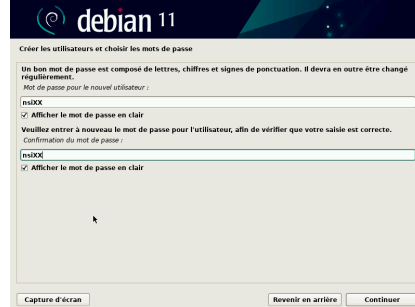 debian 11
Créer les utilisateurs et choisir les mots de passe
Un bon mot de passe est composé de lettres, chiffres et signes de ponctuation. Il devra en outre être changé
régulièrement.
Mot de passe pour le nouvel utilisateur :
nsiXX
Afficher le mot de passe en clair
Veuillez entrer à nouveau le mot de passe pour l'utilisateur, afin de vérifier que votre saisie est correcte.
Confirmation du mot de passe :
nsiXX
Afficher le mot de passe en clair
Capture d'écran
Revenir en arrière
Continuer